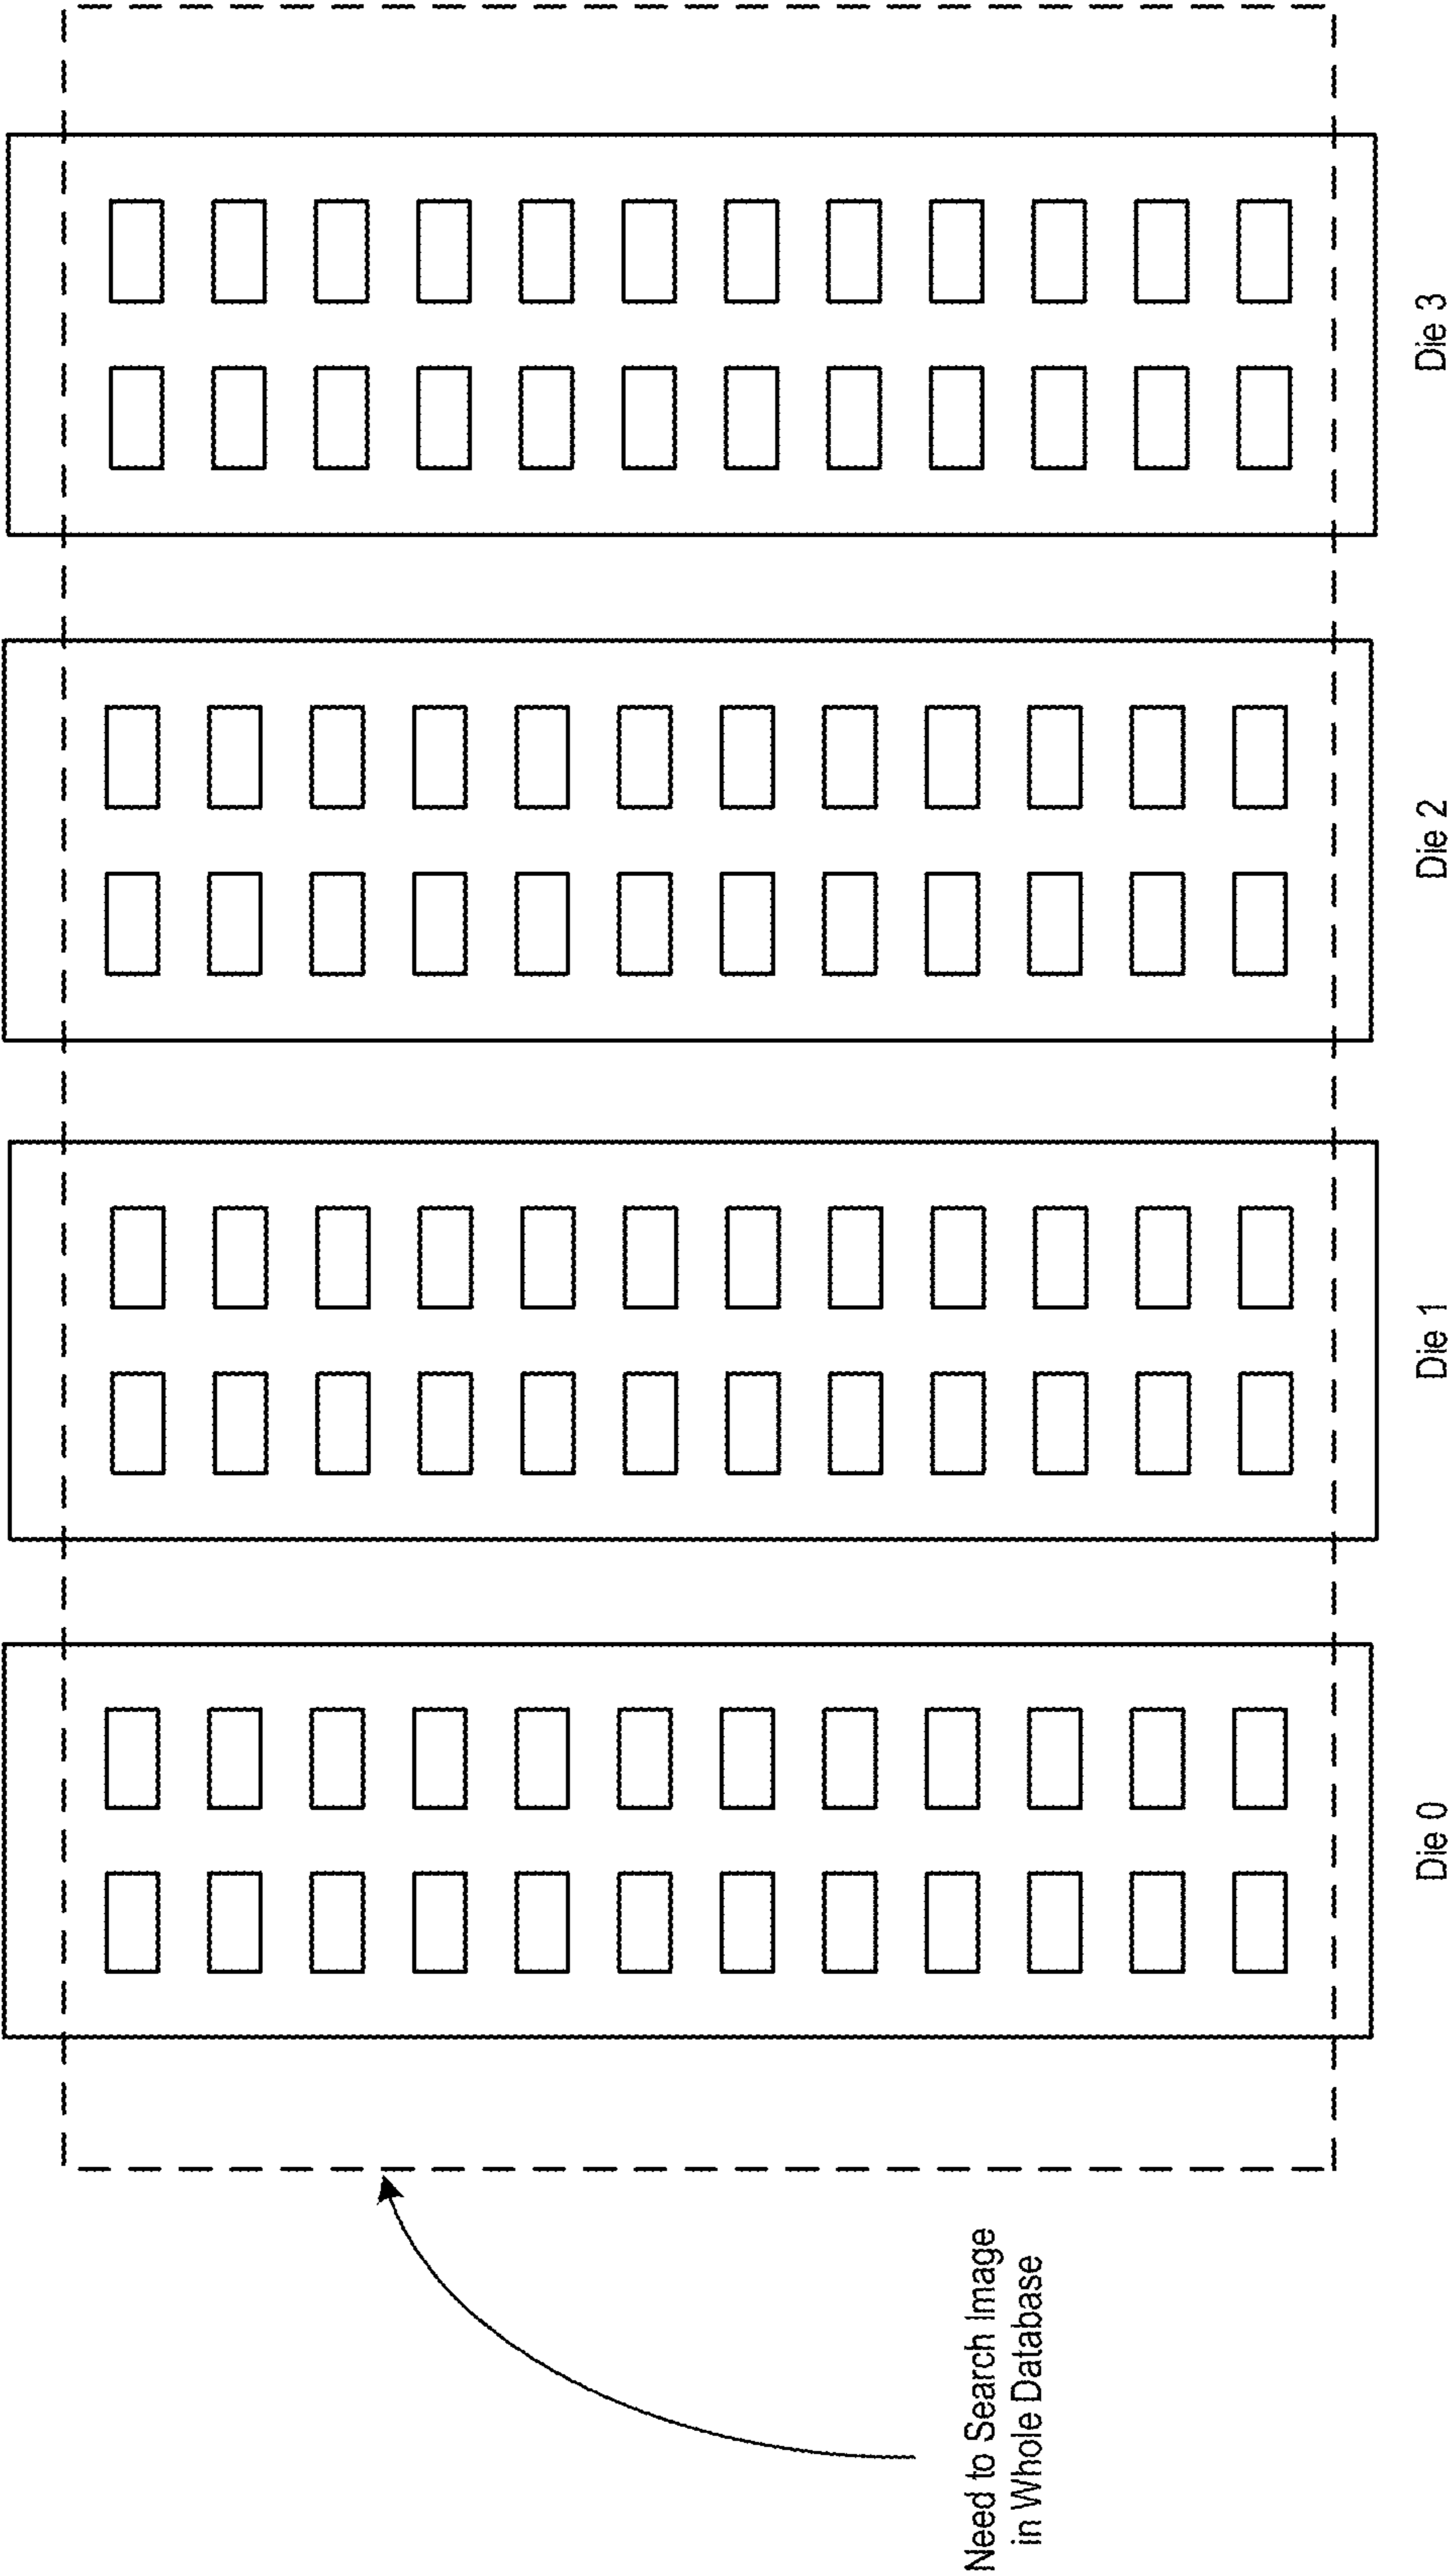 Need to Search Image
in Whole Database
Die 0
Die 1
Die 2
Die 3